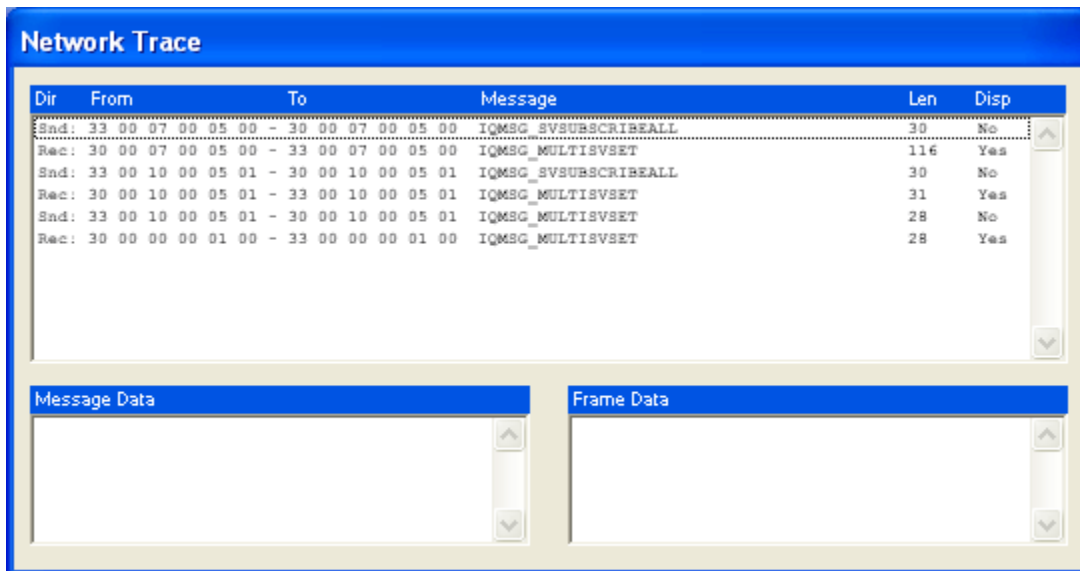 Network Trace
Dir From To Message Len Disp
Snd: 33 00 07 00 05 00 - 30 00 07 00 05 00 IQMSG_SVSUBSCRIBEALL 30 No
Rec: 30 00 07 00 05 00 - 33 00 07 00 05 00 IQMSG_MULTISVSET 116 Yes
Snd: 33 00 10 00 05 01 - 30 00 10 00 05 01 IQMSG_SVSUBSCRIBEALL 30 No
Rec: 30 00 10 00 05 01 - 33 00 10 00 05 01 IQMSG_MULTISVSET 31 Yes
Snd: 33 00 10 00 05 01 - 30 00 10 00 05 01 IQMSG_MULTISVSET 28 No
Rec: 30 00 00 00 01 00 - 33 00 00 00 01 00 IQMSG_MULTISVSET 28 Yes
Message Data Frame Data